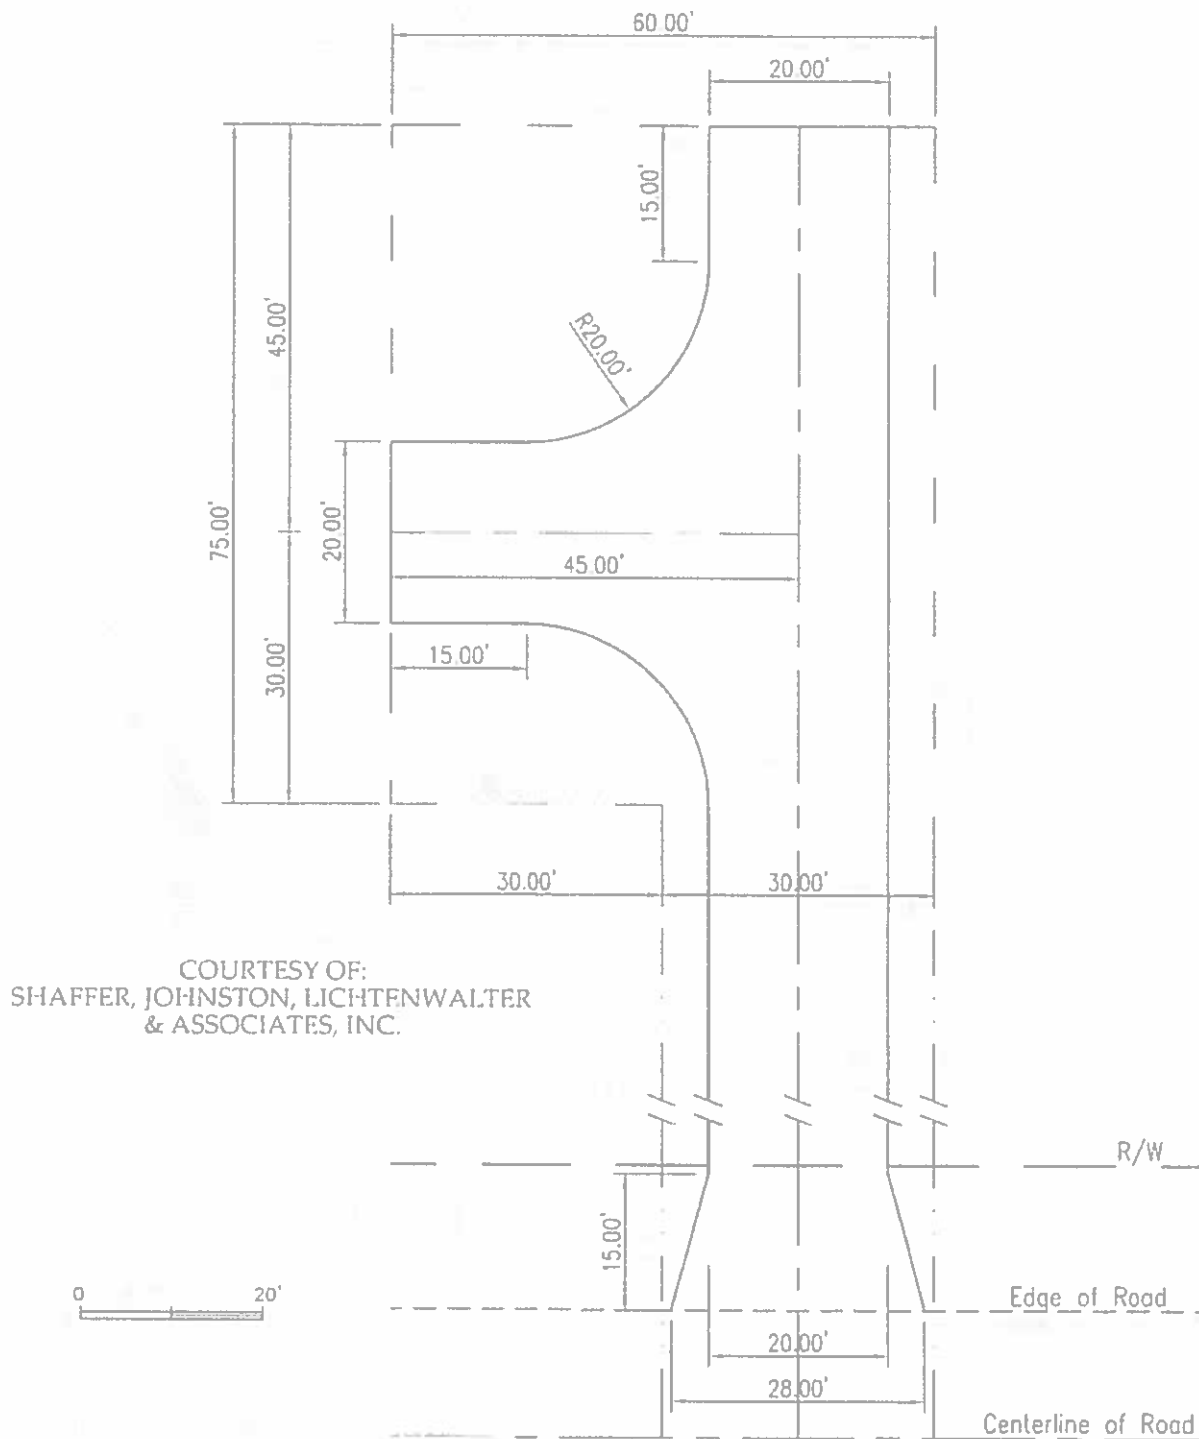 60.00'
20.00'
15.00'
45.00'
R20.00'
75.00'
20.00'
45.00'
30.00'
15.00'
30.00'
30.00'
COURTESY OF:
SHAFFER, JOHNSTON, LICHTENWALTER
& ASSOCIATES, INC.
R/W
15.00'
0 20'
Edge of Road
20.00'
28.00'
Centerline of Road